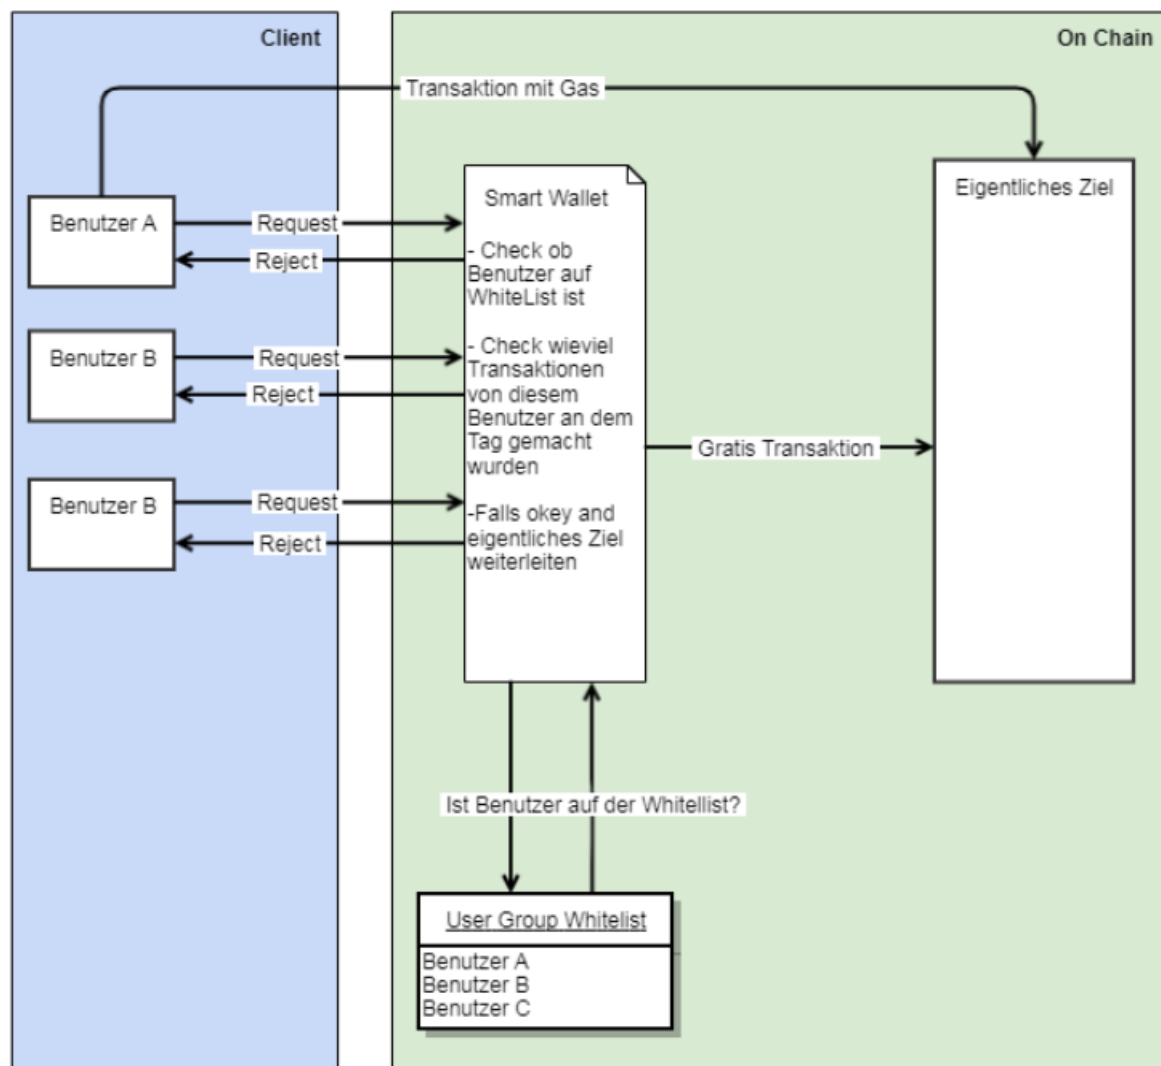 Client
On Chain
Transaktion mit Gas
Benutzer A
Request
Reject
Benutzer B
Request
Reject
Benutzer B
Request
Reject
Smart Wallet
- Check ob
Benutzer auf
WhiteList ist
- Check wieviel
Transaktionen
von diesem
Benutzer an dem
Tag gemacht
wurden
-Falls okey and
eigentliches Ziel
weiterleiten
Gratis Transaktion
Eigentliches Ziel
Ist Benutzer auf der Whitellist?
User Group Whitelist
Benutzer A
Benutzer B
Benutzer C